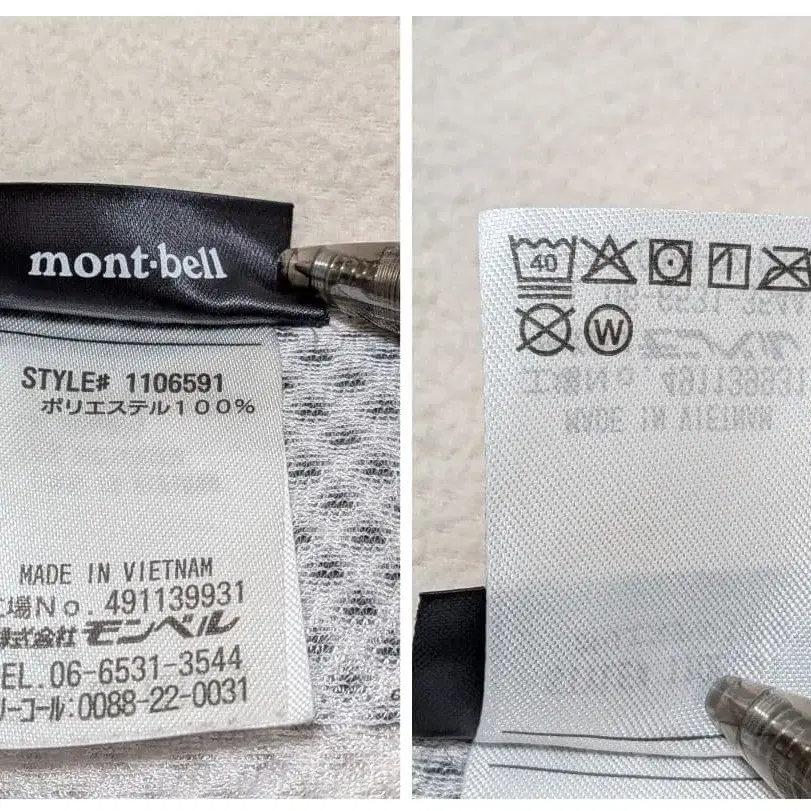 mont·bell
STYLE# 1106591
ポリエステル100%
MADE IN VIETNAM
工場No. 491139931
株式会社 モンベル
TEL.06-6531-3544
フリーコール:0088-22-0031
40
W